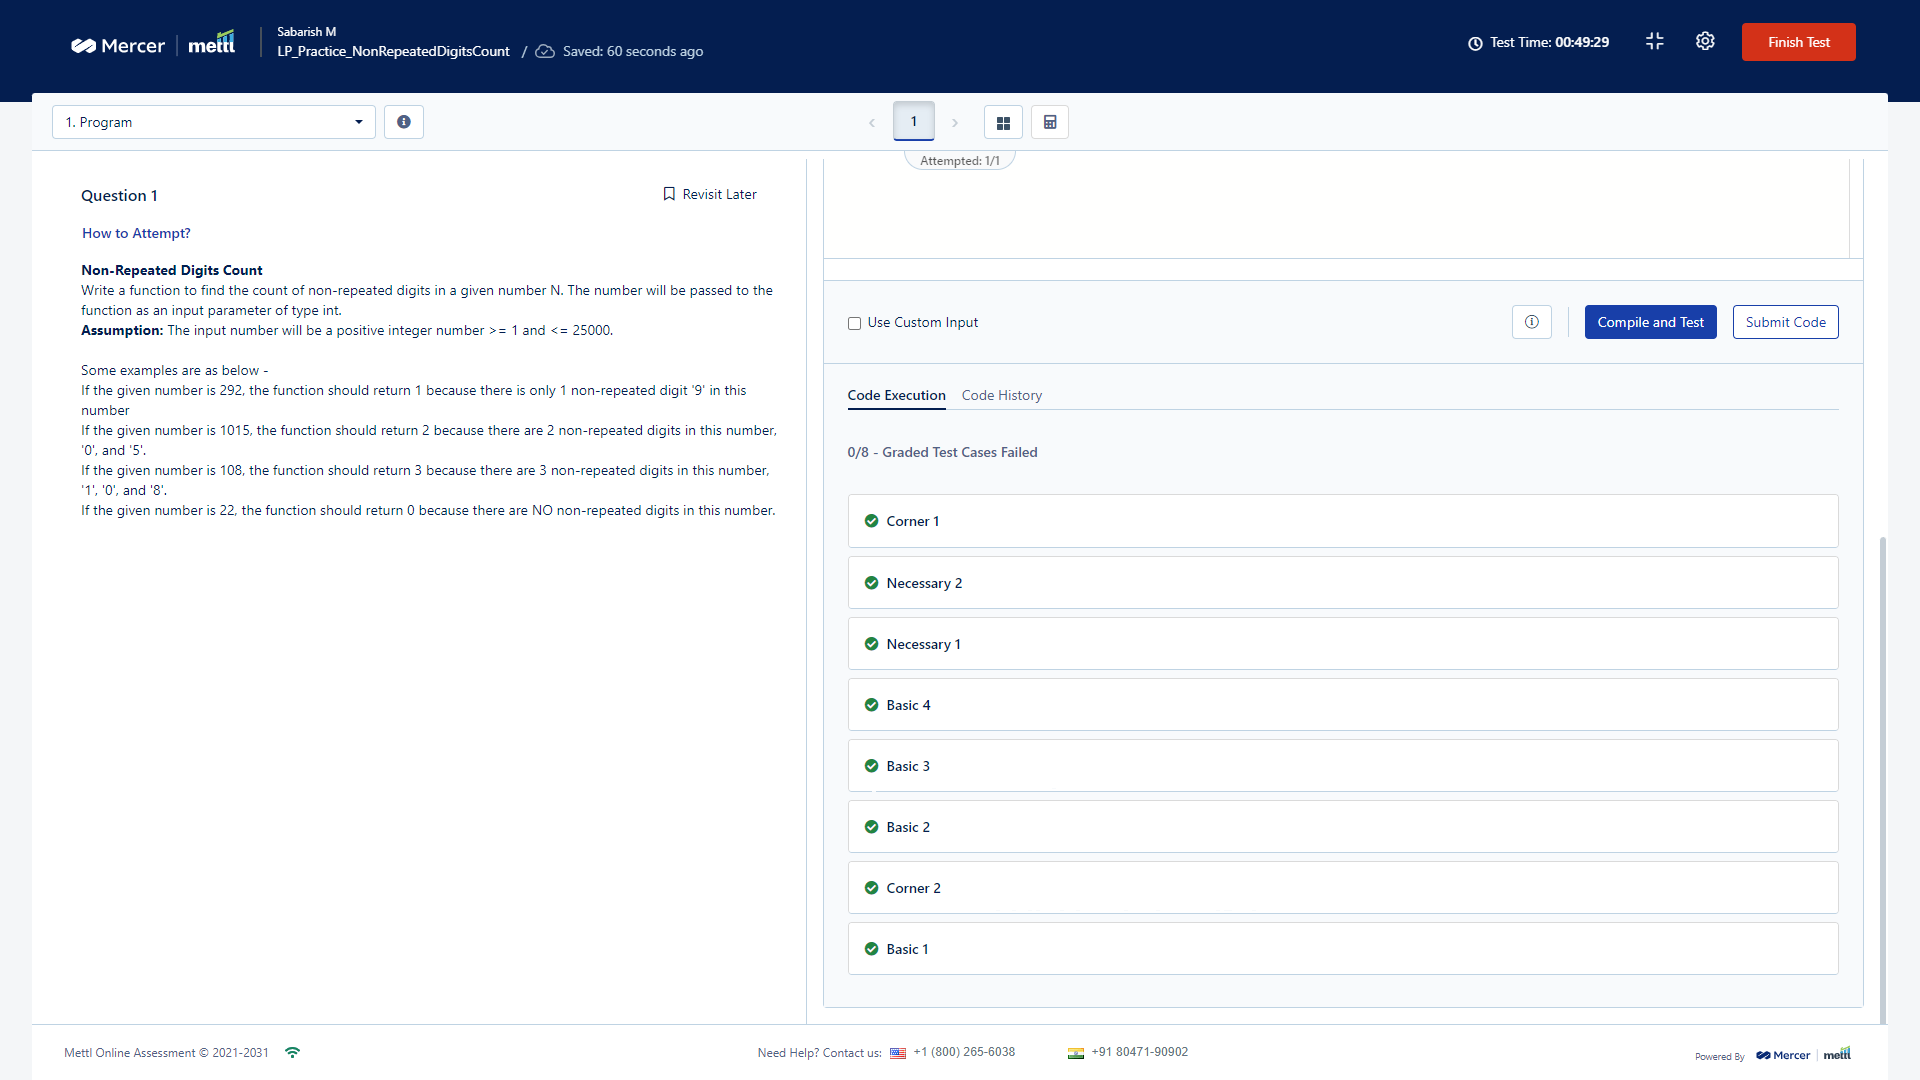 Mercer | mettl
Sabarish M
LP_Practice_NonRepeatedDigitsCount / Saved: 60 seconds ago
Test Time: 00:49:29
Finish Test
1. Program
1
Attempted: 1/1
Question 1
Revisit Later
How to Attempt?
Non-Repeated Digits Count
Write a function to find the count of non-repeated digits in a given number N. The number will be passed to the
function as an input parameter of type int.
Assumption: The input number will be a positive integer number >= 1 and <= 25000.
Some examples are as below -
If the given number is 292, the function should return 1 because there is only 1 non-repeated digit '9' in this
number
If the given number is 1015, the function should return 2 because there are 2 non-repeated digits in this number,
'0', and '5'.
If the given number is 108, the function should return 3 because there are 3 non-repeated digits in this number,
'1', '0', and '8'.
If the given number is 22, the function should return 0 because there are NO non-repeated digits in this number.
Use Custom Input
Compile and Test
Submit Code
Code Execution
Code History
0/8 - Graded Test Cases Failed
Corner 1
Necessary 2
Necessary 1
Basic 4
Basic 3
Basic 2
Corner 2
Basic 1
Mettl Online Assessment © 2021-2031
Need Help? Contact us: +1 (800) 265-6038
+91 80471-90902
Powered By Mercer | mettl